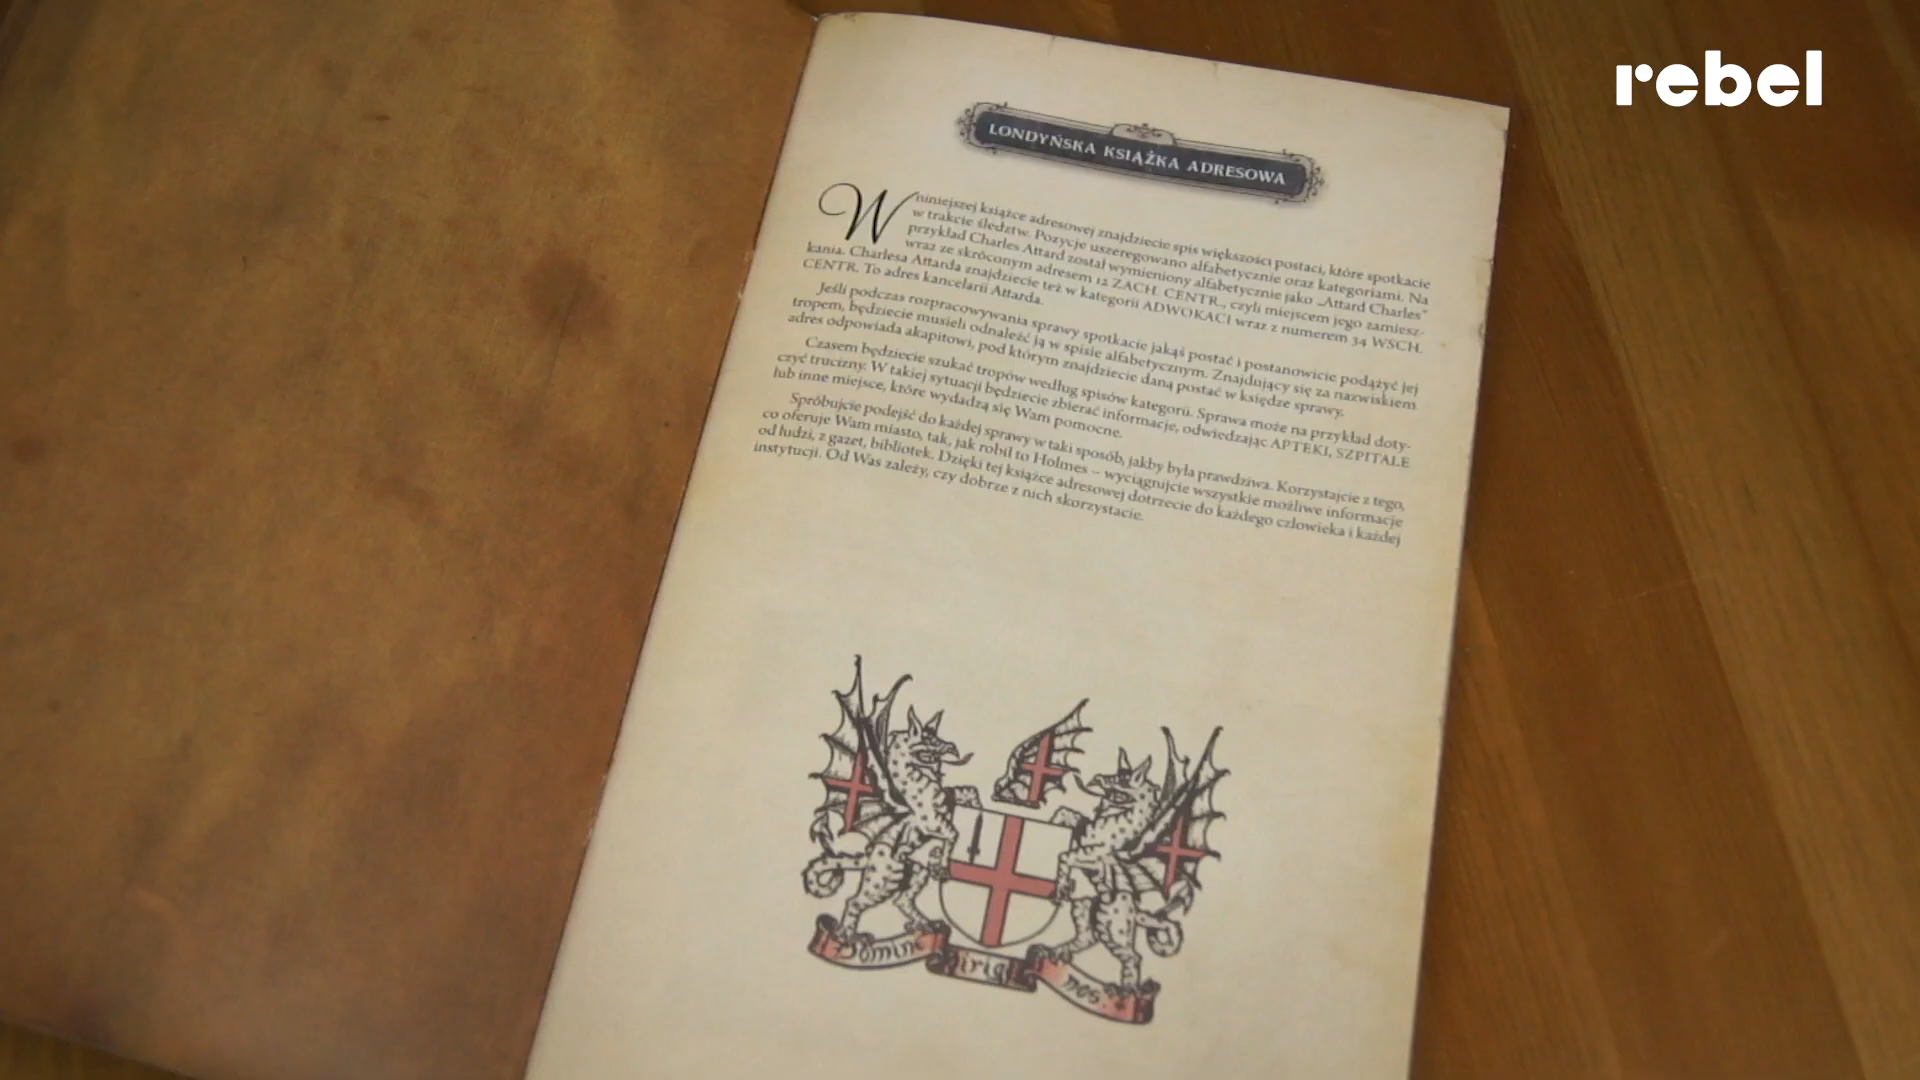 rebel
LONDYŃSKA KSIĄŻKA ADRESOWA
W niniejszej książce adresowej znajdziecie spis większości postaci, które spotkacie
w trakcie śledztw. Pozycje uszeregowano alfabetycznie oraz kategoriami. Na
przykład Charles Attard został wymieniony alfabetycznie jako „Attard Charles”
wraz ze skróconym adresem 12 ZACH. CENTR., czyli miejscem jego zamiesz-
kania. Charlesa Attarda znajdziecie też w kategorii ADWOKACI wraz z numerem 34 WSCH.
CENTR. To adres kancelarii Attarda.
Jeśli podczas rozpracowywania sprawy spotkacie jakąś postać i postanowicie podążyć jej
tropem, będziecie musieli odnaleźć ją w spisie alfabetycznym. Znajdujący się za nazwiskiem
adres odpowiada akapitowi, pod którym znajdziecie daną postać w księdze sprawy.
Czasem będziecie szukać tropów według spisów kategorii. Sprawa może na przykład doty-
czyć trucizny. W takiej sytuacji będziecie zbierać informacje, odwiedzając APTEKI, SZPITALE
lub inne miejsce, które wydadzą się Wam pomocne.
Spróbujcie podejść do każdej sprawy w taki sposób, jakby była prawdziwa. Korzystajcie z tego,
co oferuje Wam miasto, tak, jak robił to Holmes – wyciągnijcie wszystkie możliwe informacje
od ludzi, z gazet, bibliotek. Dzięki tej książce adresowej dotrzecie do każdego człowieka i każdej
instytucji. Od Was zależy, czy dobrze z nich skorzystacie.
Domine dirige nos.